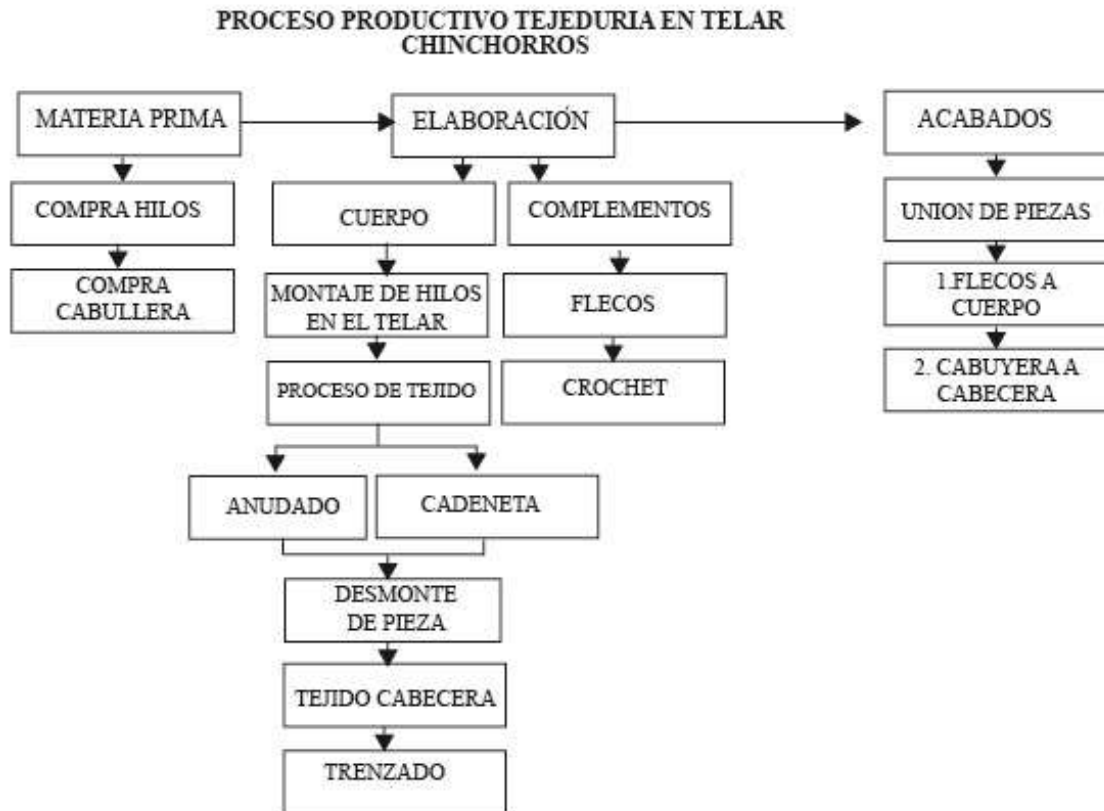 PROCESO PRODUCTIVO TEJEDURIA EN TELAR
CHINCHORROS
MATERIA PRIMA
ELABORACIÓN
ACABADOS
COMPRA HILOS
COMPRA
CABULLERA
CUERPO
COMPLEMENTOS
MONTAJE DE HILOS
EN EL TELAR
PROCESO DE TEJIDO
FLECOS
CROCHET
ANUDADO
CADENETA
DESMONTE
DE PIEZA
TEJIDO CABECERA
TRENZADO
UNION DE PIEZAS
1.FLECOS A
CUERPO
2. CABUYERA A
CABECERA